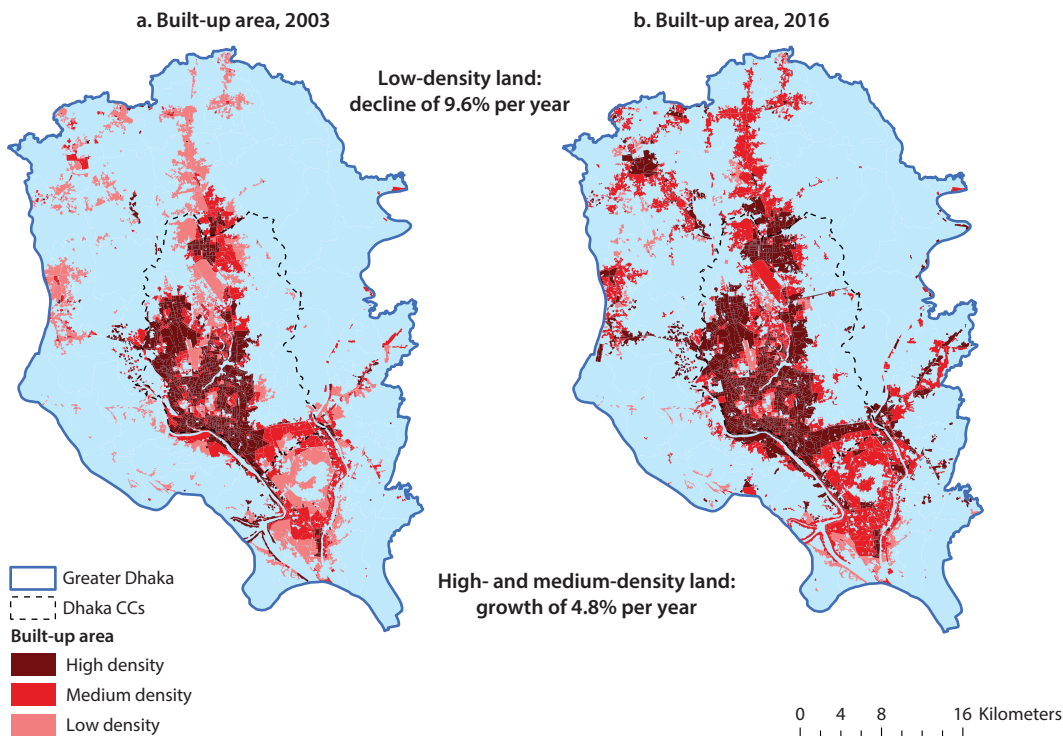 a. Built-up area, 2003
b. Built-up area, 2016
Low-density land:
decline of 9.6% per year
High- and medium-density land:
growth of 4.8% per year
Greater Dhaka
Dhaka CCs
Built-up area
High density
Medium density
Low density
0 4 8 16 Kilometers